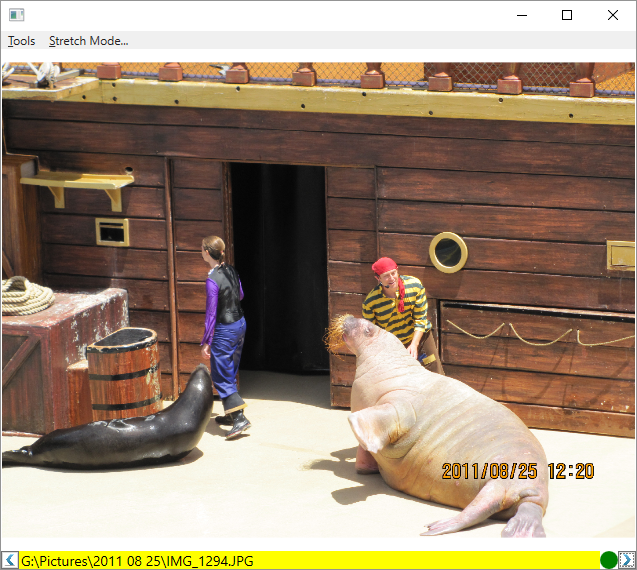 Tools Stretch Mode...
2011/08/25 12:20
G:\Pictures\2011 08 25\IMG_1294.JPG